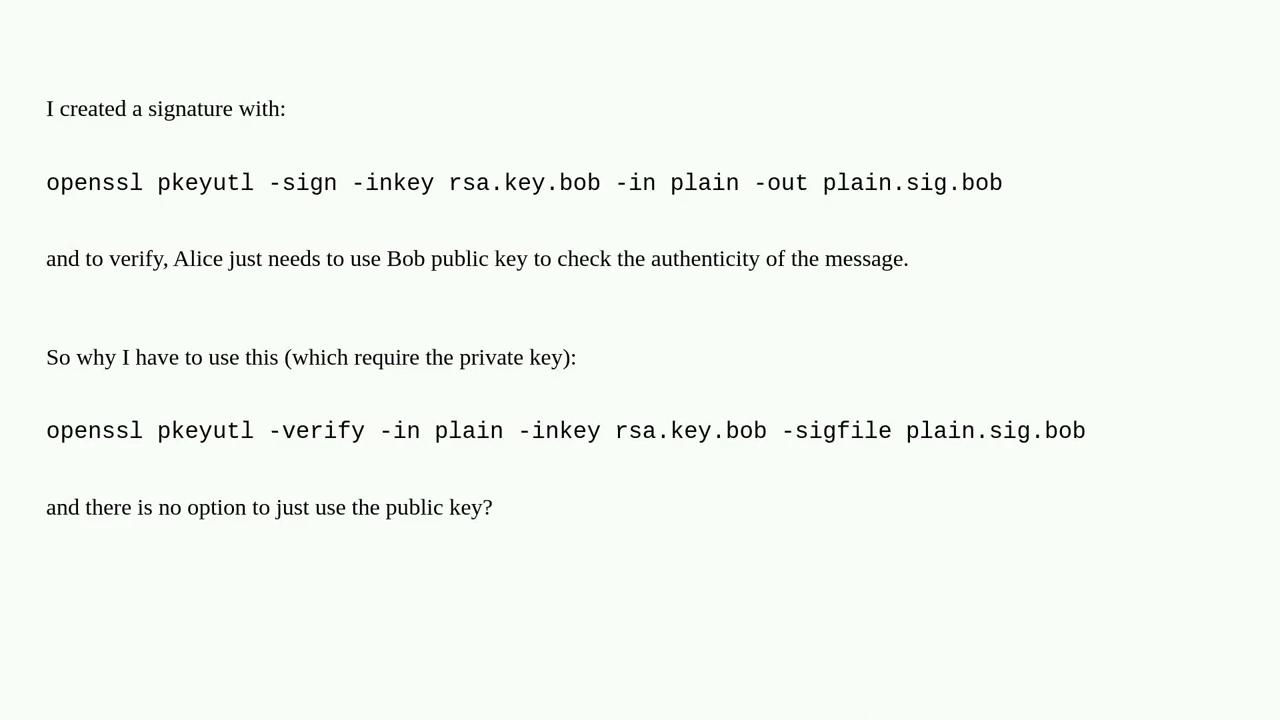 I created a signature with:
openssl pkeyutl -sign -inkey rsa.key.bob -in plain -out plain.sig.bob
and to verify, Alice just needs to use Bob public key to check the authenticity of the message.
So why I have to use this (which require the private key):
openssl pkeyutl -verify -in plain -inkey rsa.key.bob -sigfile plain.sig.bob
and there is no option to just use the public key?